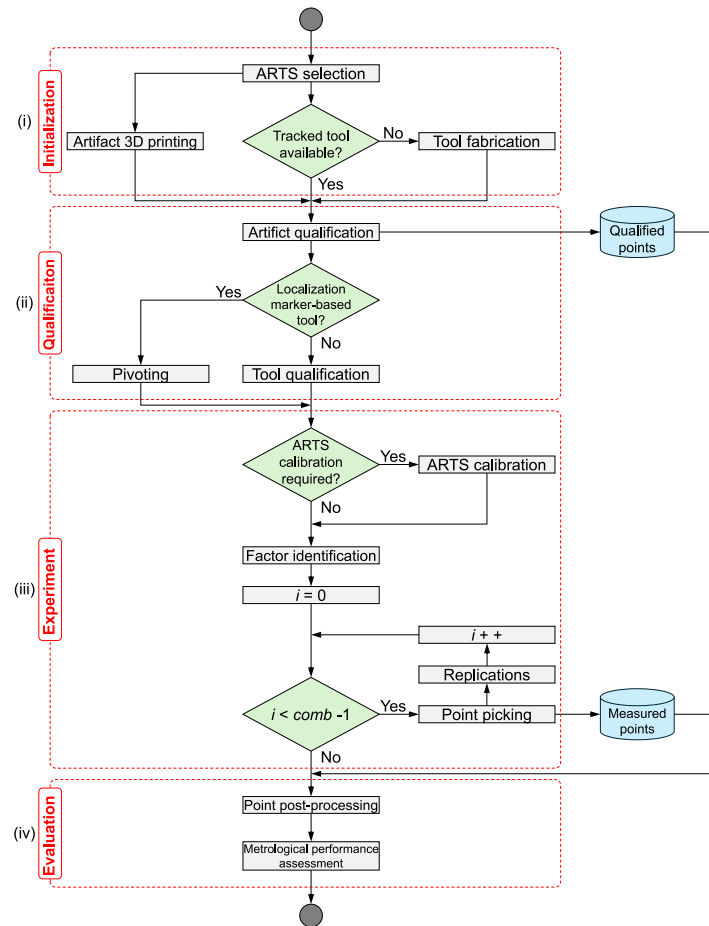 (i)
Initialization
ARTS selection
Artifact 3D printing
Tracked tool
available?
No
Tool fabrication
Yes
(ii)
Qualificaiton
Artifict qualification
Qualified
points
Localization
marker-based
tool?
Yes
No
Pivoting
Tool qualification
(iii)
Experiment
ARTS
calibration
required?
Yes
ARTS calibration
No
Factor identification
i = 0
i + +
Replications
i < comb -1
Yes
Point picking
Measured
points
No
(iv)
Evaluation
Point post-processing
Metrological performance
assessment